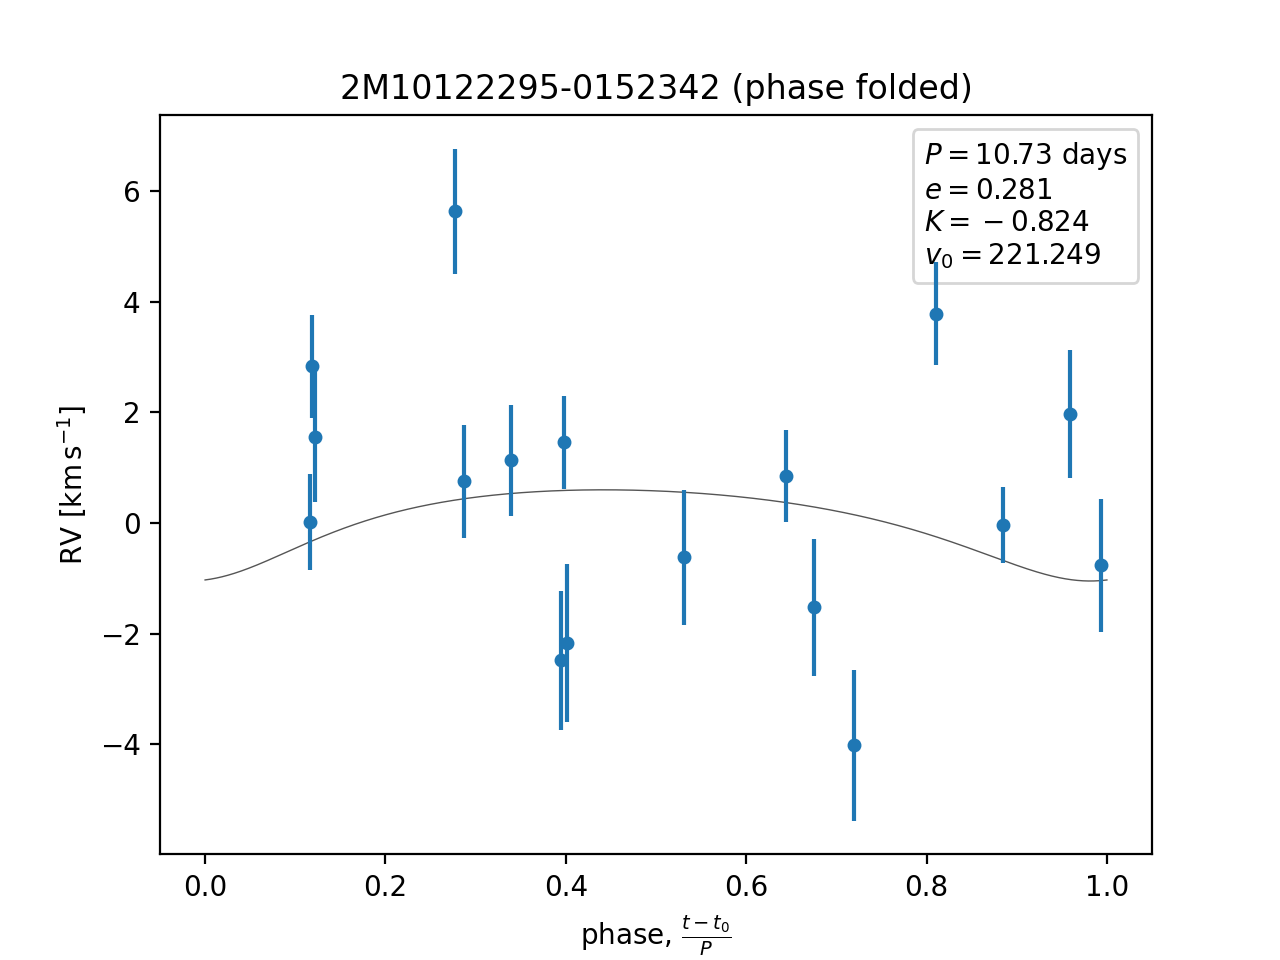 2M10122295-0152342 (phase folded)
P = 10.73 days
e = 0.281
K = −0.824
v₀ = 221.249
RV [km s⁻¹]
6
4
2
0
−2
−4
0.0 0.2 0.4 0.6 0.8 1.0
phase, (t − t₀)/P